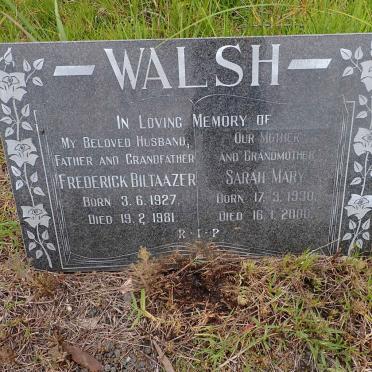 WALSH
IN LOVING MEMORY OF
MY BELOVED HUSBAND,
FATHER AND GRANDFATHER
FREDERICK BILTAAZER
BORN 3.6.1927
DIED 19.2.1981
OUR MOTHER
AND GRANDMOTHER
SARAH MARY
BORN 17.3.1930
DIED 16.1.2000
R-I-P